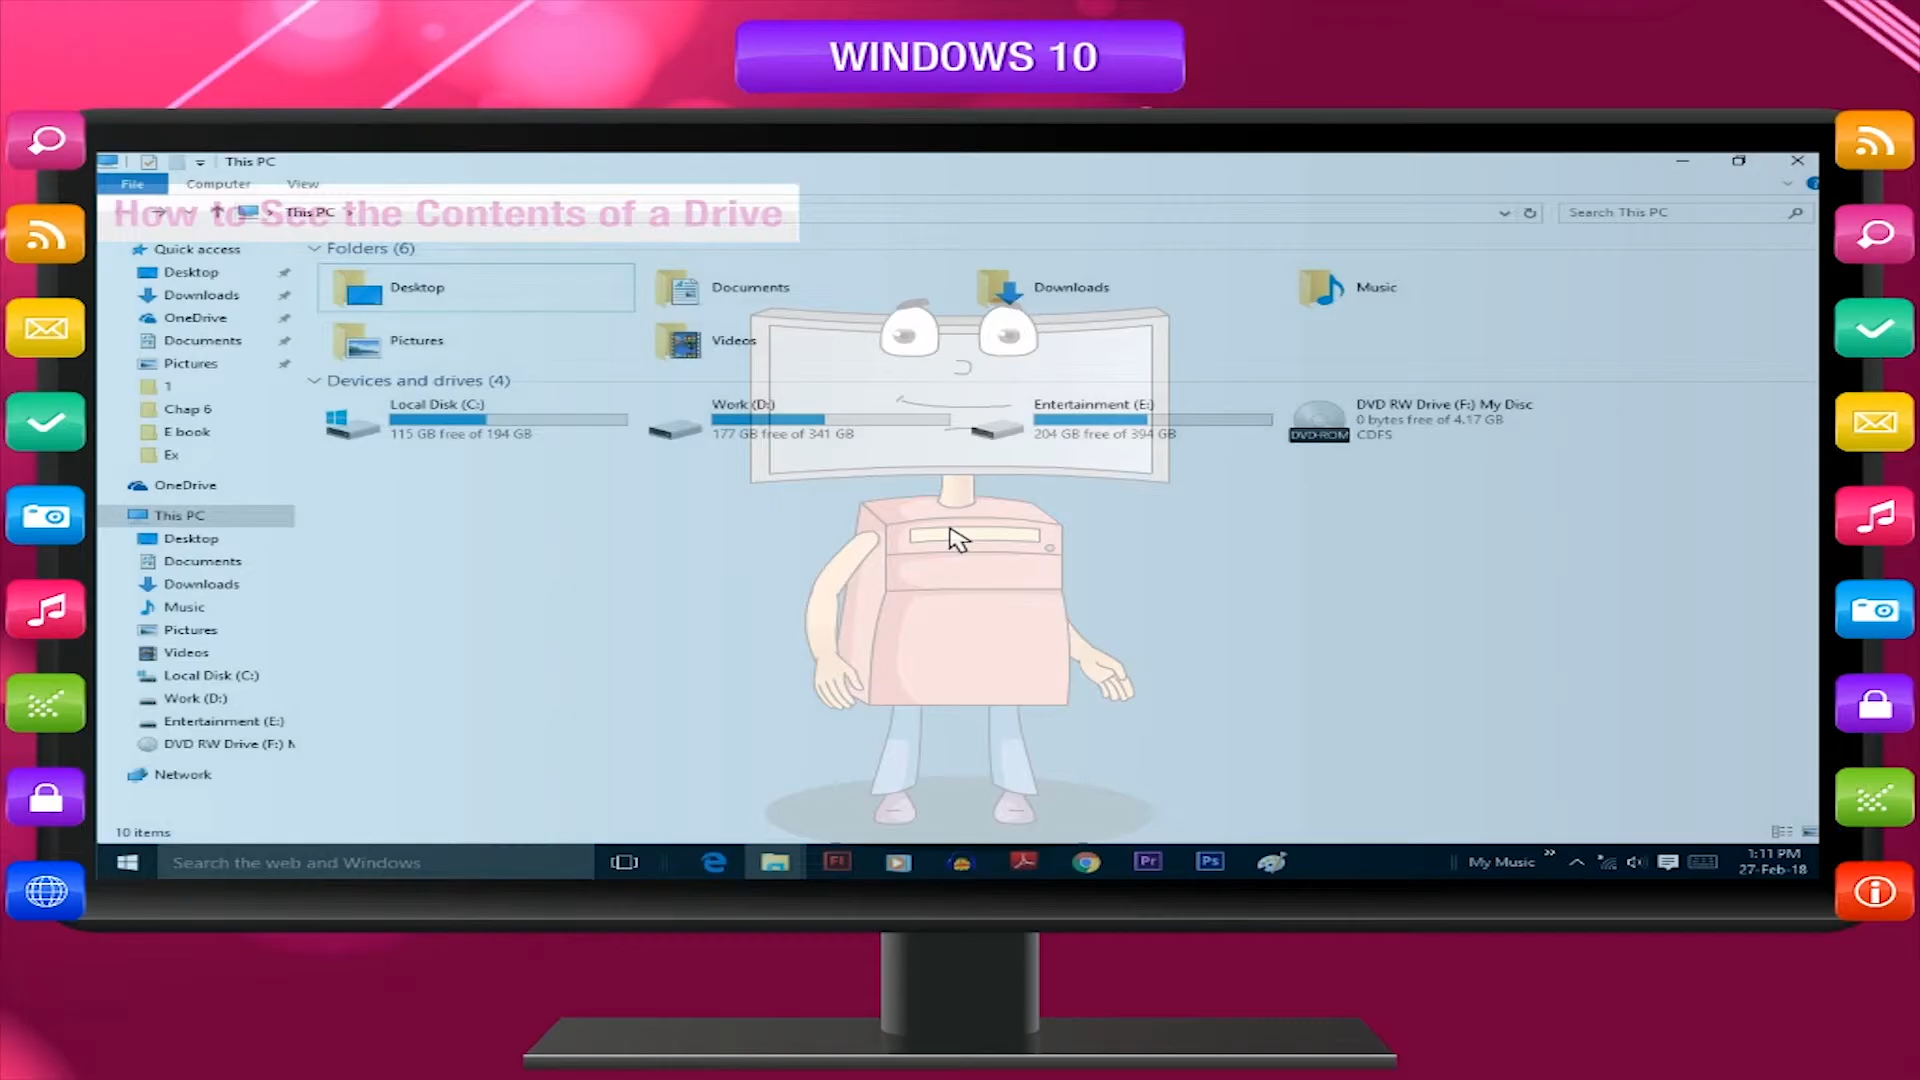 WINDOWS 10
This PC
File Computer View
How to See the Contents of a Drive
This PC
Search This PC
Quick access
Desktop
Downloads
OneDrive
Documents
Pictures
1
Chap 6
E book
Ex
OneDrive
This PC
Desktop
Documents
Downloads
Music
Pictures
Videos
Local Disk (C:)
Work (D:)
Entertainment (E:)
DVD RW Drive (F:) M
Network
Folders (6)
Desktop
Documents
Downloads
Music
Pictures
Videos
Devices and drives (4)
Local Disk (C:)
115 GB free of 194 GB
Work (D:)
177 GB free of 341 GB
Entertainment (E:)
204 GB free of 394 GB
DVD RW Drive (F:) My Disc
0 bytes free of 4.17 GB
CDFS
DVD-ROM
10 items
Search the web and Windows
Fl
Pr
Ps
My Music
1:11 PM
27-Feb-18